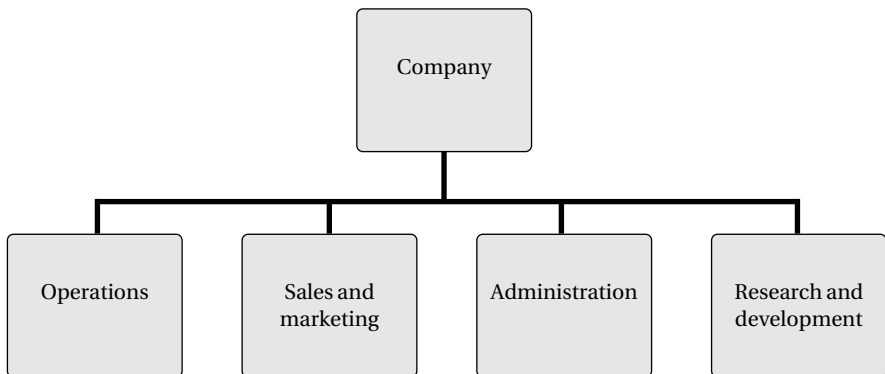 Company
Operations
Sales and
marketing
Administration
Research and
development